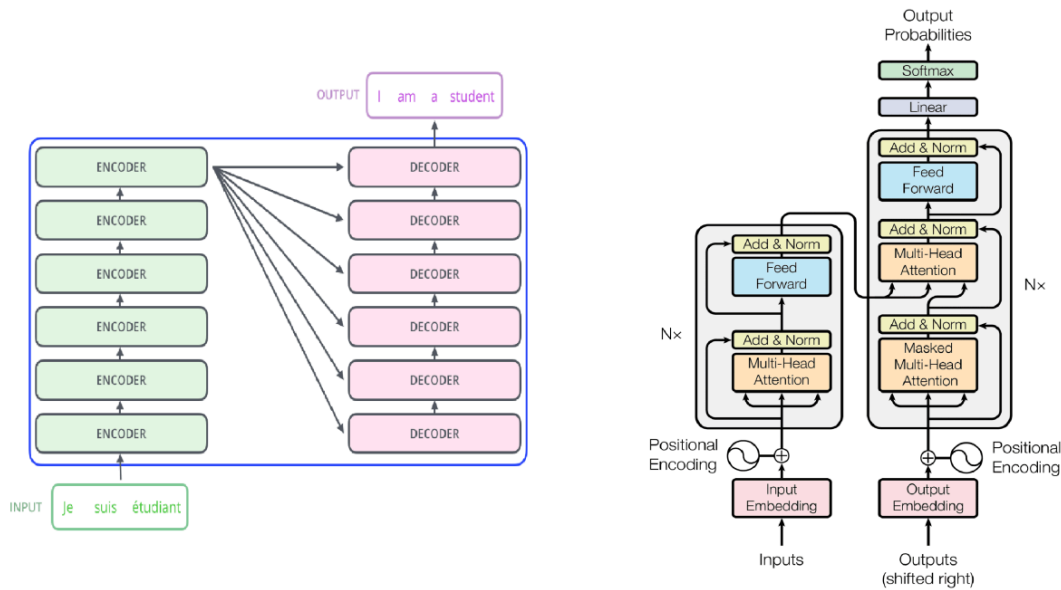 OUTPUT
I am a student
ENCODER
ENCODER
ENCODER
ENCODER
ENCODER
ENCODER
DECODER
DECODER
DECODER
DECODER
DECODER
DECODER
INPUT
Je suis étudiant
Output
Probabilities
Softmax
Linear
Add & Norm
Feed
Forward
Add & Norm
Multi-Head
Attention
Add & Norm
Masked
Multi-Head
Attention
N×
Add & Norm
Feed
Forward
Add & Norm
Multi-Head
Attention
N×
Positional
Encoding
Positional
Encoding
Input
Embedding
Output
Embedding
Inputs
Outputs
(shifted right)